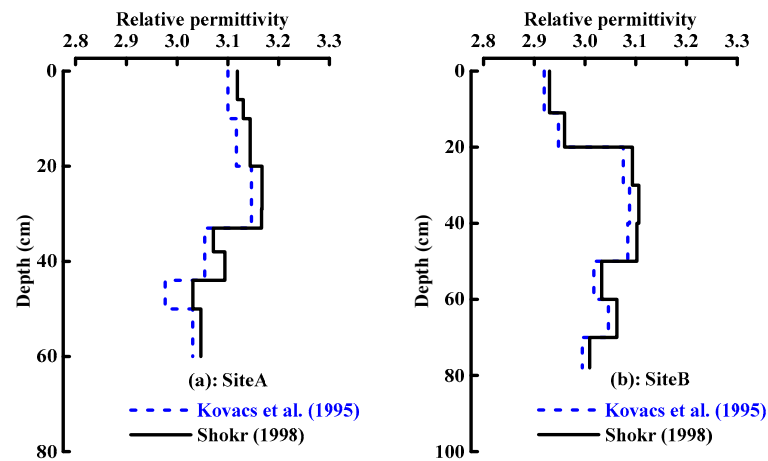 Relative permittivity
2.8 2.9 3.0 3.1 3.2 3.3
0
20
40
60
80
Depth (cm)
(a): SiteA
Kovacs et al. (1995)
Shokr (1998)
Relative permittivity
2.8 2.9 3.0 3.1 3.2 3.3
0
20
40
60
80
100
Depth (cm)
(b): SiteB
Kovacs et al. (1995)
Shokr (1998)